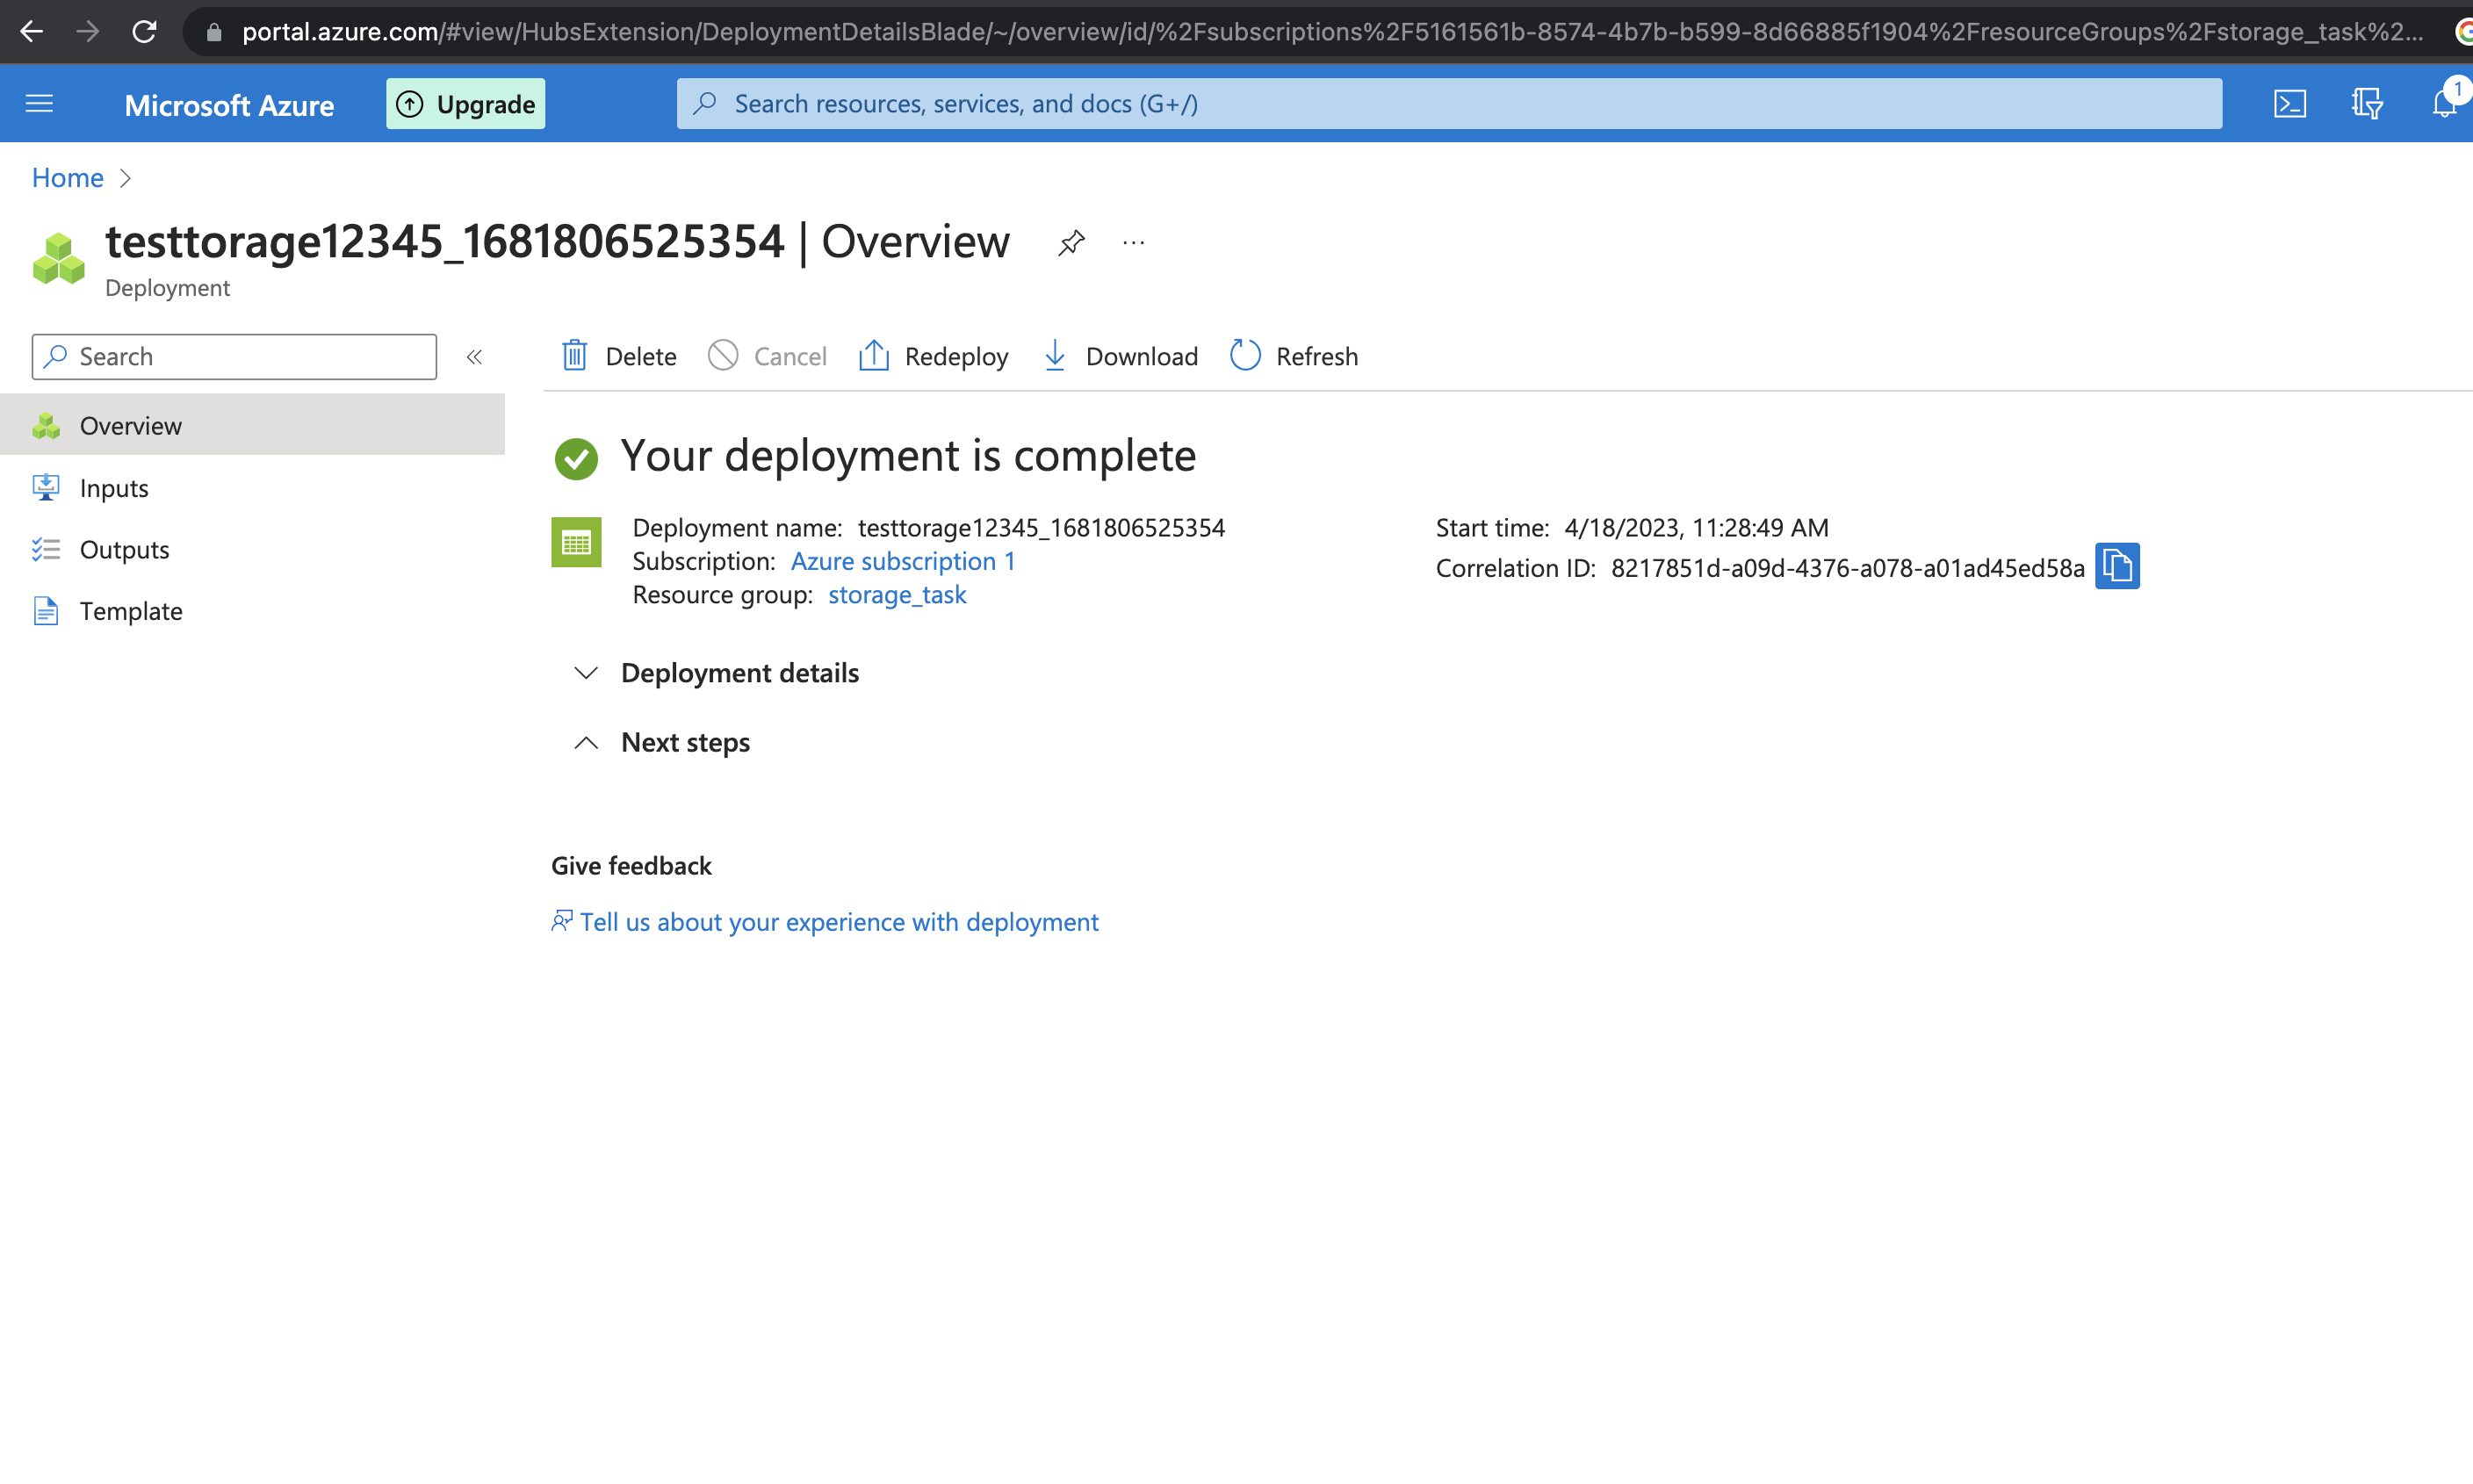 portal.azure.com/#view/HubsExtension/DeploymentDetailsBlade/~/overview/id/%2Fsubscriptions%2F5161561b-8574-4b7b-b599-8d66885f1904%2FresourceGroups%2Fstorage_task%2...
Microsoft Azure
Upgrade
Search resources, services, and docs (G+/)
1
Home
testtorage12345_1681806525354 | Overview
...
Deployment
Search
Delete
Cancel
Redeploy
Download
Refresh
Overview
Inputs
Outputs
Template
Your deployment is complete
Deployment name: testtorage12345_1681806525354
Subscription: Azure subscription 1
Resource group: storage_task
Start time: 4/18/2023, 11:28:49 AM
Correlation ID: 8217851d-a09d-4376-a078-a01ad45ed58a
Deployment details
Next steps
Give feedback
Tell us about your experience with deployment